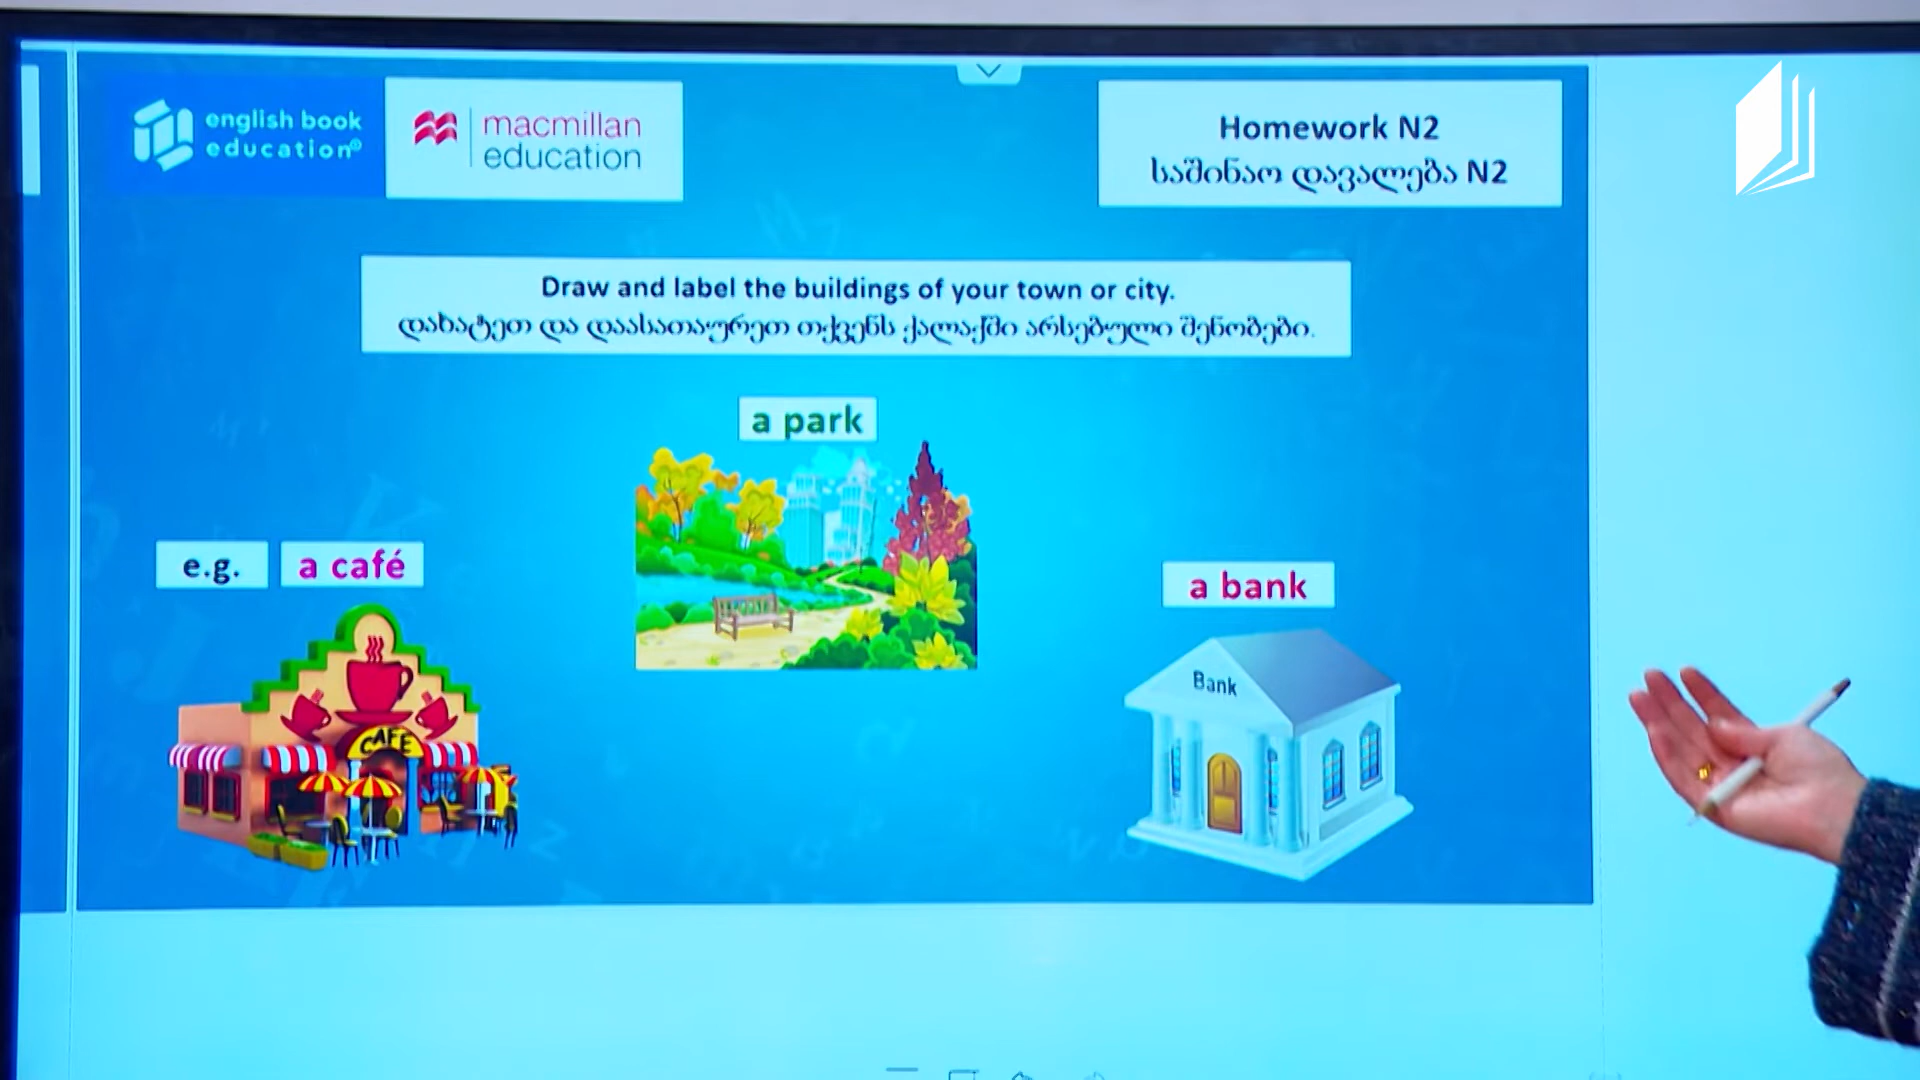 english book
education®
macmillan
education
Homework N2
საშინაო დავალება N2
Draw and label the buildings of your town or city.
დახატეთ და დაასათაურეთ თქვენს ქალაქში არსებული შენობები.
a park
e.g.
a café
a bank
CAFE
Bank